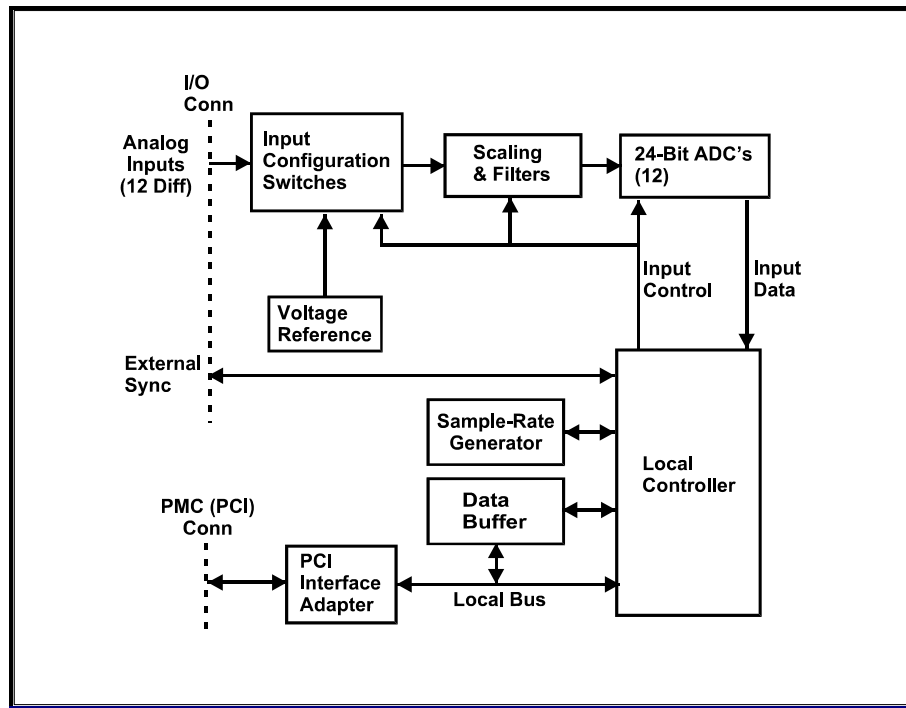 I/O
Conn
Analog
Inputs
(12 Diff)
Input
Configuration
Switches
Scaling
& Filters
24-Bit ADC's
(12)
Input
Control
Input
Data
Voltage
Reference
External
Sync
Sample-Rate
Generator
Local
Controller
Data
Buffer
PMC (PCI)
Conn
PCI
Interface
Adapter
Local Bus